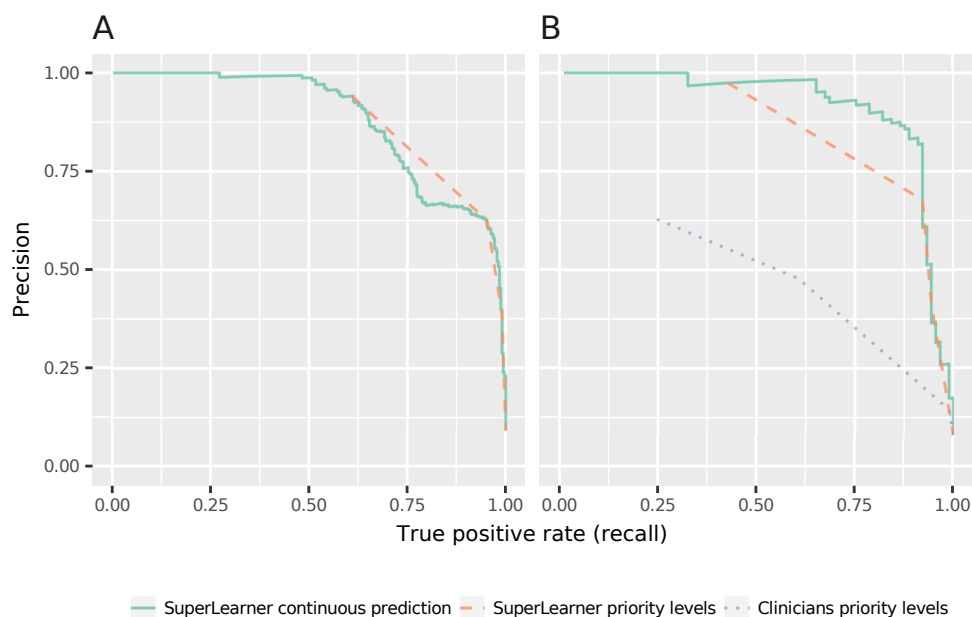 A B
1.00
0.75
0.50
0.25
0.00
Precision
0.00 0.25 0.50 0.75 1.00 0.00 0.25 0.50 0.75 1.00
True positive rate (recall)
SuperLearner continuous prediction SuperLearner priority levels Clinicians priority levels